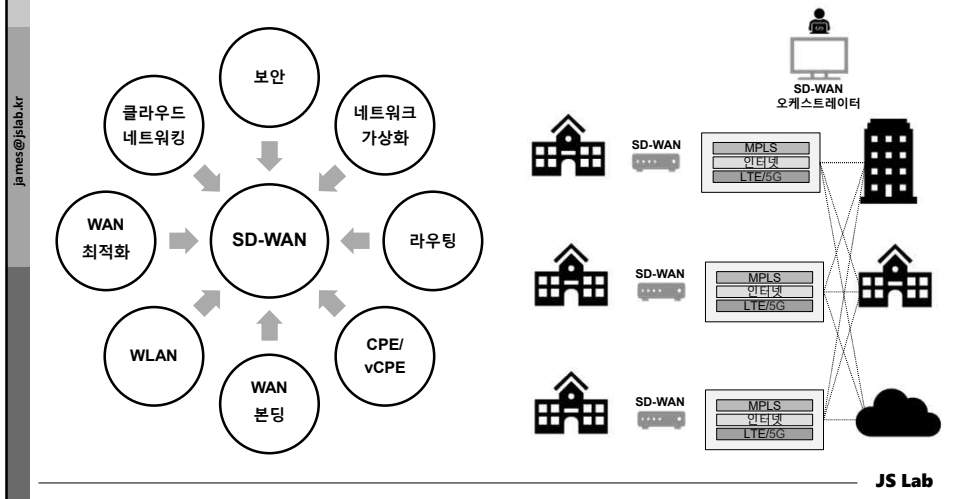 james@jslab.kr
보안
클라우드
네트워킹
네트워크
가상화
WAN
최적화
SD-WAN
라우팅
WLAN
WAN
본딩
CPE/
vCPE
SD-WAN
오케스트레이터
SD-WAN
MPLS
인터넷
LTE/5G
SD-WAN
MPLS
인터넷
LTE/5G
SD-WAN
MPLS
인터넷
LTE/5G
JS Lab